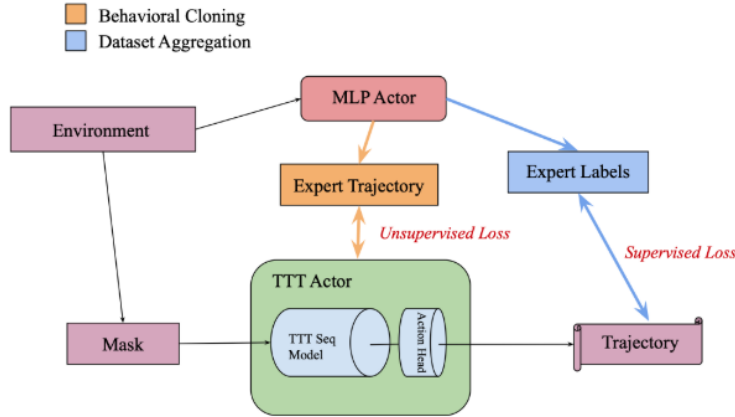 Behavioral Cloning
Dataset Aggregation
MLP Actor
Environment
Expert Trajectory
Expert Labels
Unsupervised Loss
Supervised Loss
TTT Actor
Mask
TTT Seq
Model
Action Head
Trajectory